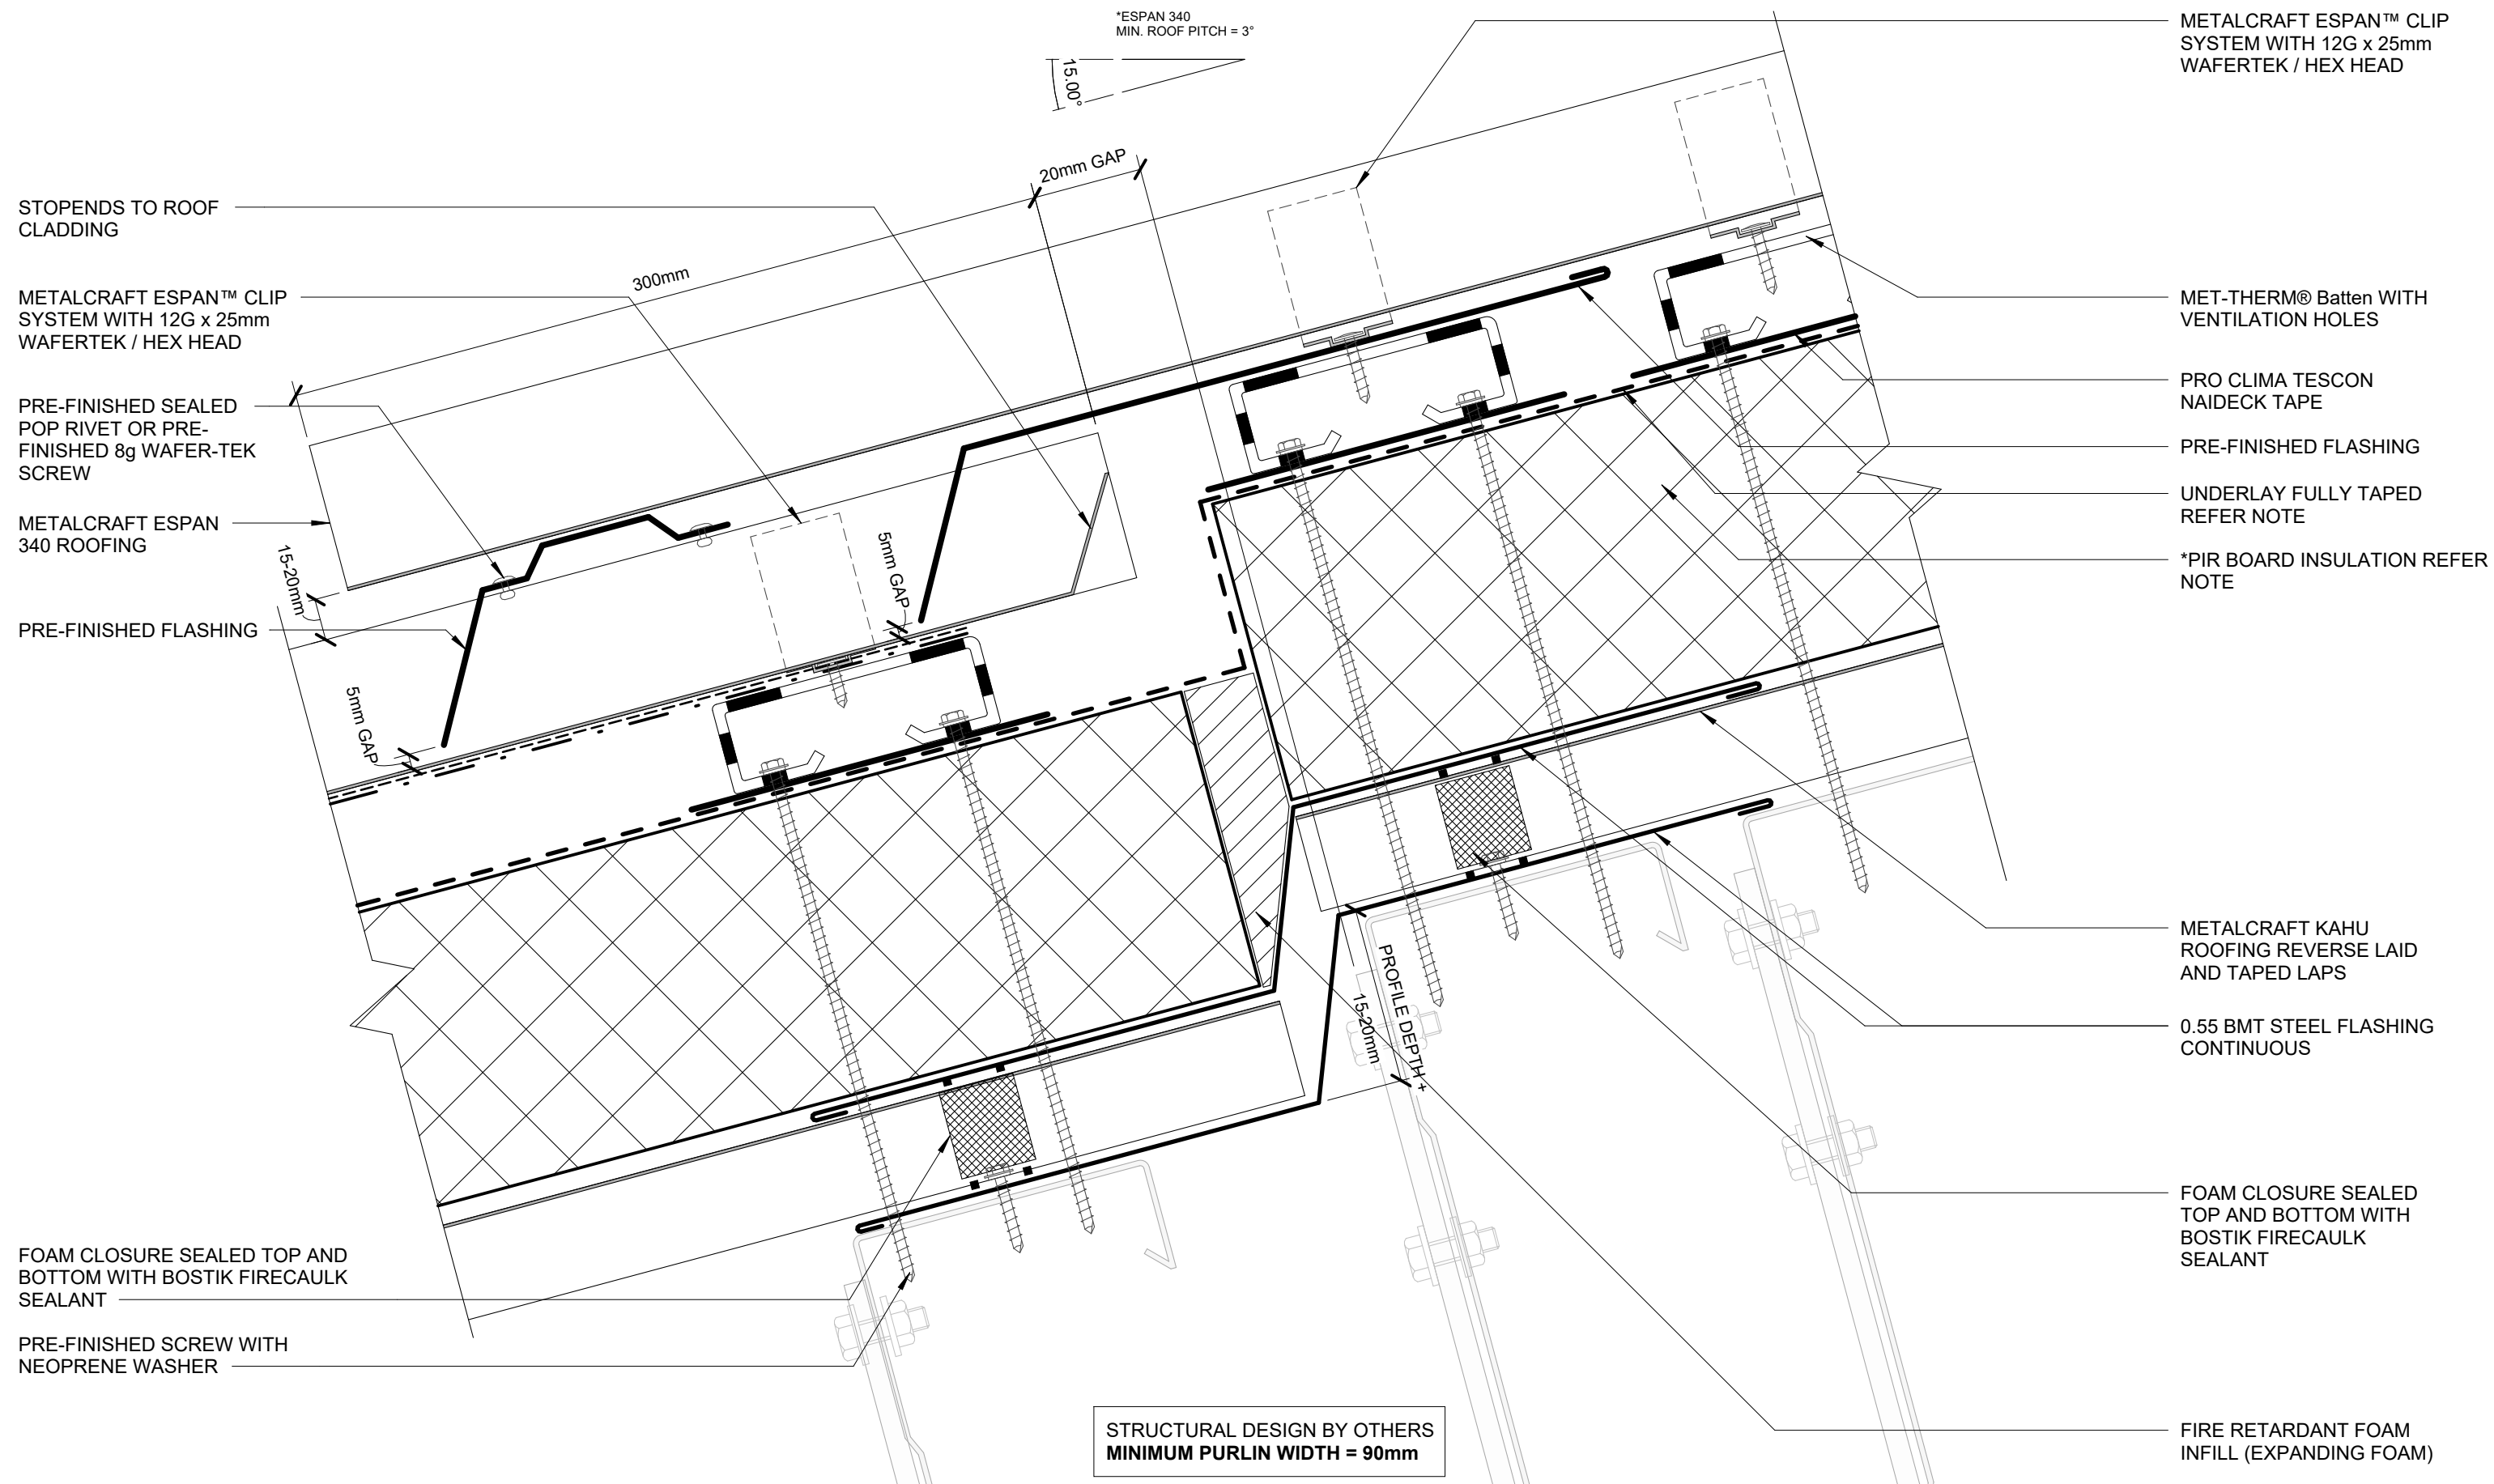 *ESPAN 340
MIN. ROOF PITCH = 3°
15.00°
20mm GAP
300mm
STOPENDS TO ROOF
CLADDING
METALCRAFT ESPAN™ CLIP
SYSTEM WITH 12G x 25mm
WAFERTEK / HEX HEAD
PRE-FINISHED SEALED
POP RIVET OR PRE-
FINISHED 8g WAFER-TEK
SCREW
METALCRAFT ESPAN
340 ROOFING
15-20mm
PRE-FINISHED FLASHING
5mm GAP
5mm GAP
FOAM CLOSURE SEALED TOP AND
BOTTOM WITH BOSTIK FIRECAULK
SEALANT
PRE-FINISHED SCREW WITH
NEOPRENE WASHER
PROFILE DEPTH +
15-20mm
STRUCTURAL DESIGN BY OTHERS
MINIMUM PURLIN WIDTH = 90mm
METALCRAFT ESPAN™ CLIP
SYSTEM WITH 12G x 25mm
WAFERTEK / HEX HEAD
MET-THERM® Batten WITH
VENTILATION HOLES
PRO CLIMA TESCON
NAIDECK TAPE
PRE-FINISHED FLASHING
UNDERLAY FULLY TAPED
REFER NOTE
*PIR BOARD INSULATION REFER
NOTE
METALCRAFT KAHU
ROOFING REVERSE LAID
AND TAPED LAPS
0.55 BMT STEEL FLASHING
CONTINUOUS
FOAM CLOSURE SEALED
TOP AND BOTTOM WITH
BOSTIK FIRECAULK
SEALANT
FIRE RETARDANT FOAM
INFILL (EXPANDING FOAM)